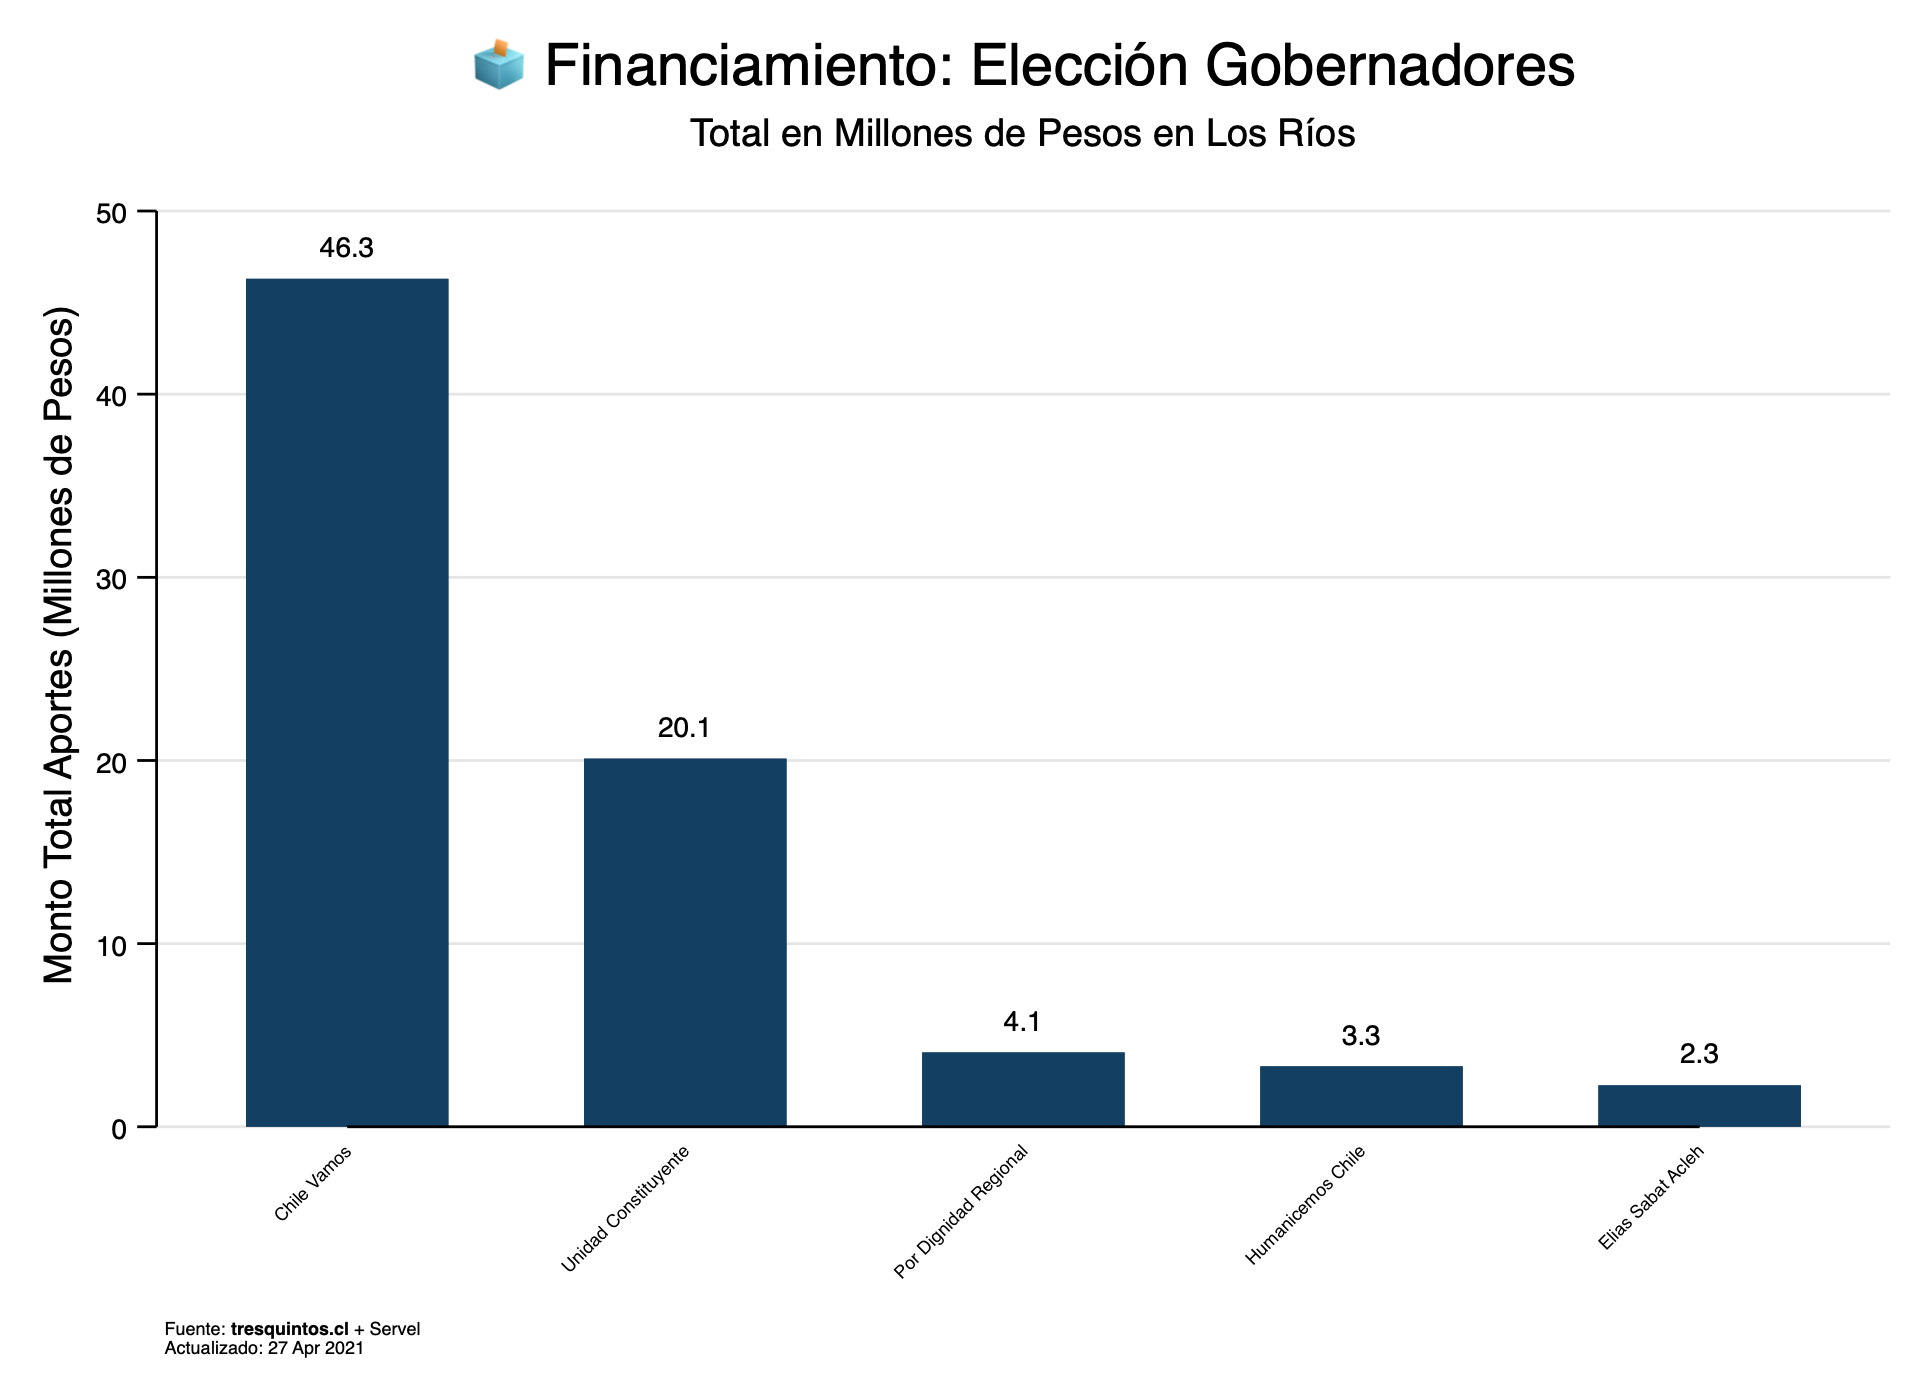 Financiamiento: Elección Gobernadores
Total en Millones de Pesos en Los Ríos
Monto Total Aportes (Millones de Pesos)
50
40
30
20
10
0
46.3
20.1
4.1
3.3
2.3
Chile Vamos
Unidad Constituyente
Por Dignidad Regional
Humanicemos Chile
Elias Sabat Acleh
Fuente: tresquintos.cl + Servel
Actualizado: 27 Apr 2021